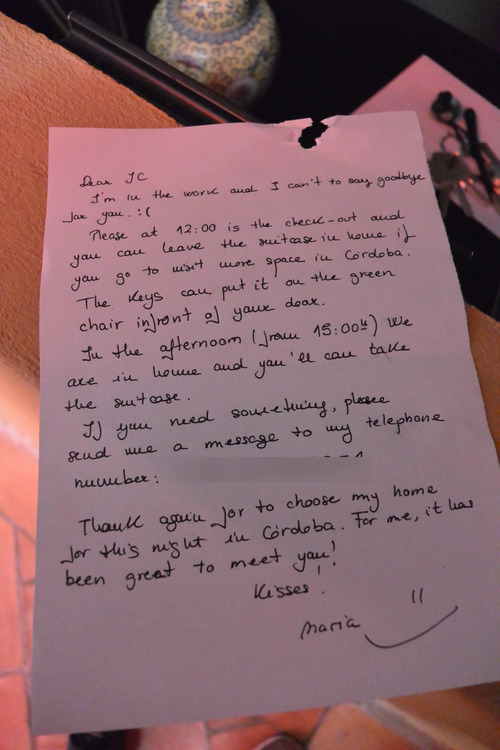 Dear JC
I'm in the work and I can't to say goodbye
for you. :(
Please at 12:00 is the check-out and
you can leave the suitcase in home if
you go to visit more space in Córdoba.
The keys can put it on the green
chair infront of your door.
In the afternoon (from 15:00h) we
are in home and you'll can take
the suitcase.
If you need something, please
send me a message to my telephone
number:
Thank again for to choose my home
for this night in Córdoba. For me, it has
been great to meet you!
Kisses!
Maria